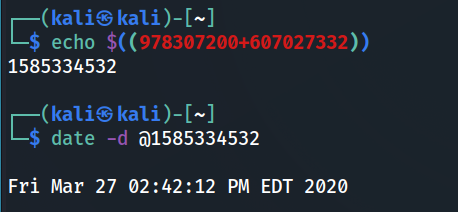 ┌──(kali㉿kali)-[~]
└─$ echo $((978307200+607027332))
1585334532
┌──(kali㉿kali)-[~]
└─$ date -d @1585334532
Fri Mar 27 02:42:12 PM EDT 2020